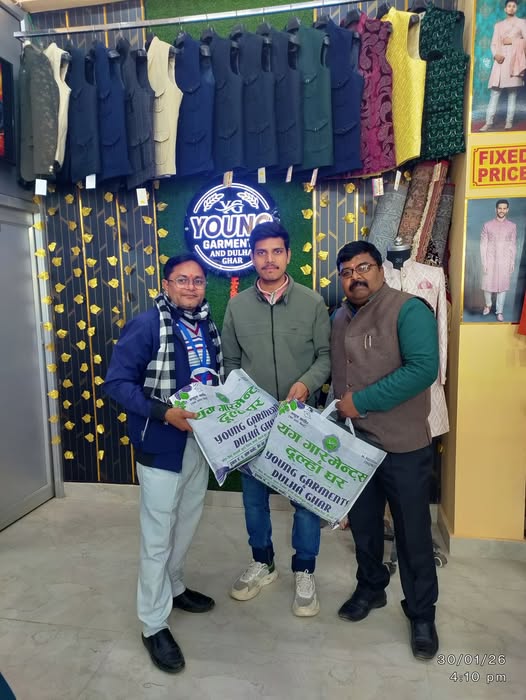 YG
YOUNG
GARMENTS
AND DULHA
GHAR
FIXED
PRICE
यंग गारमेन्ट्स
दूल्हा घर
YOUNG GARMENTS
DULHA GHAR
यंग गारमेन्ट्स
दूल्हा घर
YOUNG GARMENTS
DULHA GHAR
30/01/26
4:10 pm